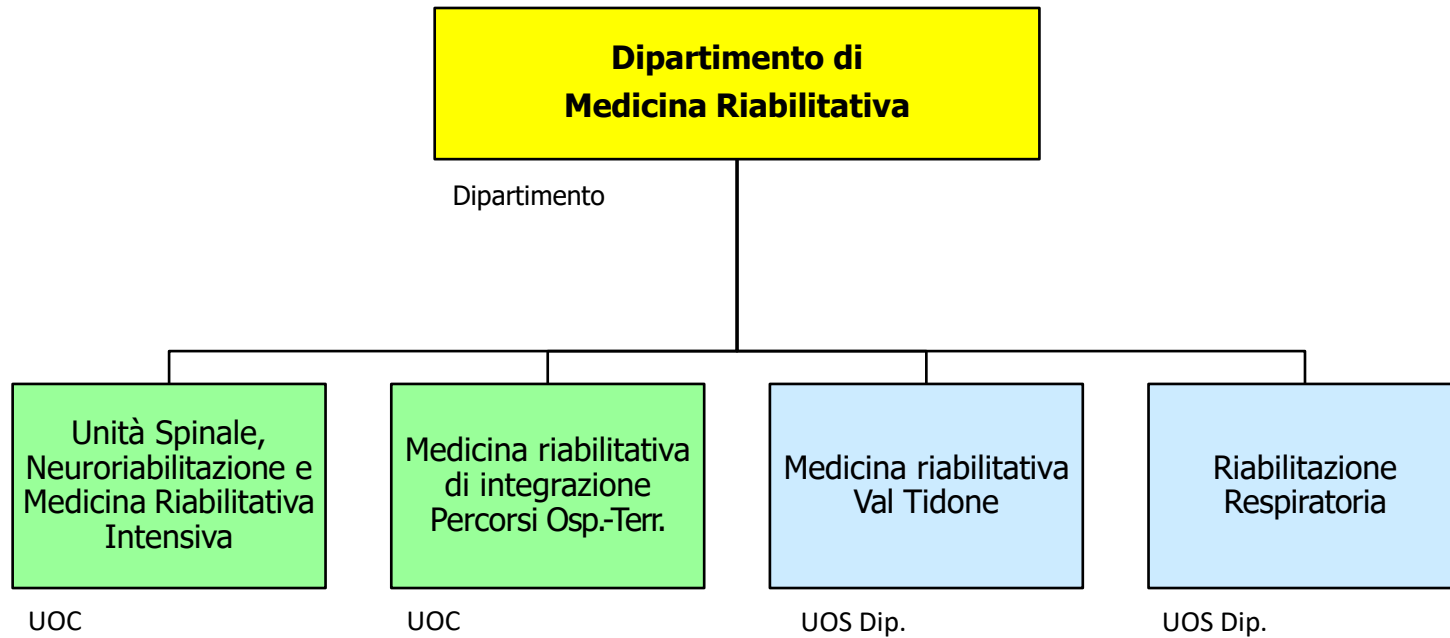 Dipartimento di
Medicina Riabilitativa
Dipartimento
Unità Spinale,
Neuroriabilitazione e
Medicina Riabilitativa
Intensiva
UOC
Medicina riabilitativa
di integrazione
Percorsi Osp.-Terr.
UOC
Medicina riabilitativa
Val Tidone
UOS Dip.
Riabilitazione
Respiratoria
UOS Dip.